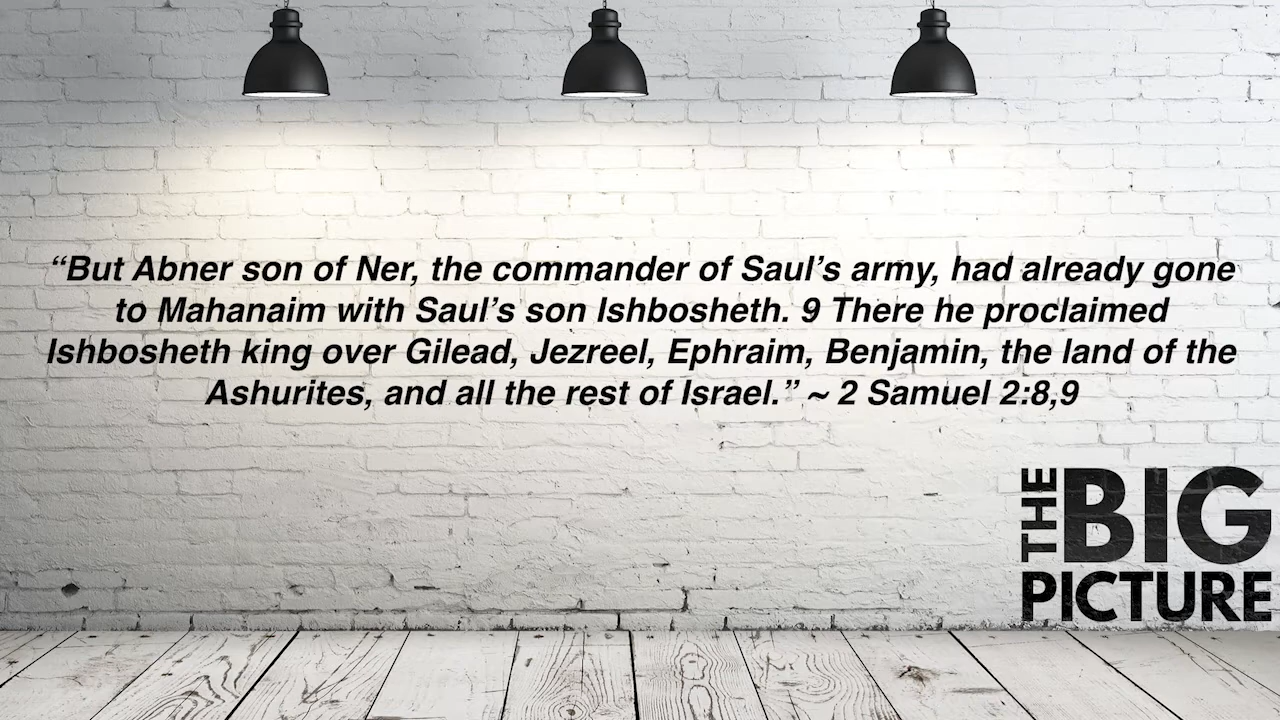 “But Abner son of Ner, the commander of Saul’s army, had already gone
to Mahanaim with Saul’s son Ishbosheth. 9 There he proclaimed
Ishbosheth king over Gilead, Jezreel, Ephraim, Benjamin, the land of the
Ashurites, and all the rest of Israel.” ~ 2 Samuel 2:8,9
THE
BIG
PICTURE